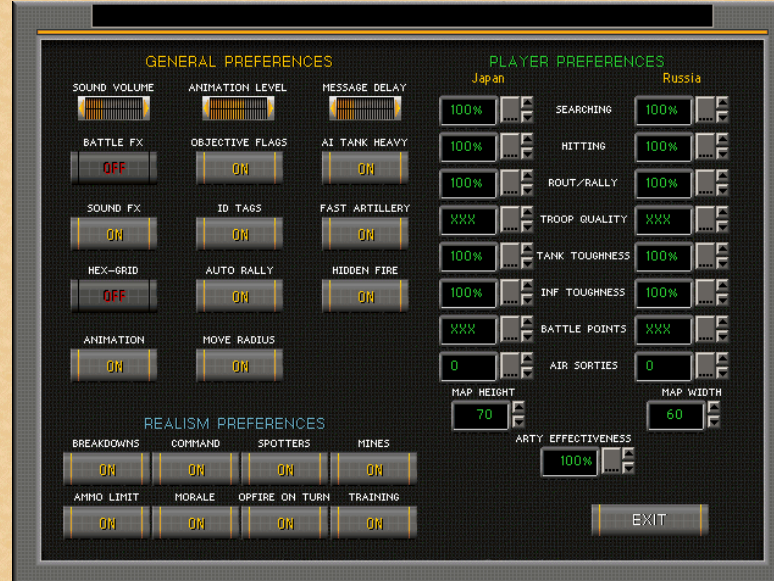 GENERAL PREFERENCES
SOUND VOLUME ANIMATION LEVEL MESSAGE DELAY
BATTLE FX OBJECTIVE FLAGS AI TANK HEAVY
OFF ON ON
SOUND FX ID TAGS FAST ARTILLERY
ON ON ON
HEX-GRID AUTO RALLY HIDDEN FIRE
OFF ON ON
ANIMATION MOVE RADIUS
ON ON
REALISM PREFERENCES
BREAKDOWNS COMMAND SPOTTERS MINES
ON ON ON ON
AMMO LIMIT MORALE OPFIRE ON TURN TRAINING
ON ON ON ON
PLAYER PREFERENCES
Japan Russia
100% ... SEARCHING 100% ...
100% ... HITTING 100% ...
100% ... ROUT/RALLY 100% ...
XXX ... TROOP QUALITY XXX ...
100% ... TANK TOUGHNESS 100% ...
100% ... INF TOUGHNESS 100% ...
XXX ... BATTLE POINTS XXX ...
0 ... AIR SORTIES 0 ...
MAP HEIGHT MAP WIDTH
70 60
ARTY EFFECTIVENESS
100% ...
EXIT